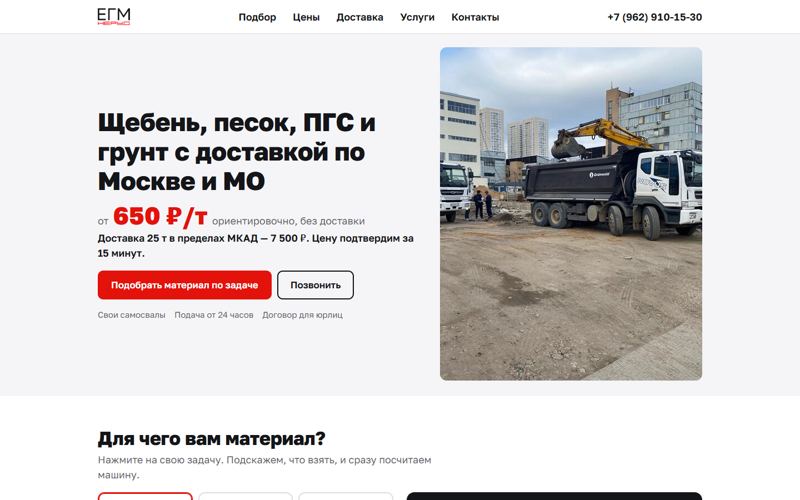 ЕГМ
НЕРУД
Подбор
Цены
Доставка
Услуги
Контакты
+7 (962) 910-15-30
Щебень, песок, ПГС и
грунт с доставкой по
Москве и МО
от 650 ₽/т ориентировочно, без доставки
Доставка 25 т в пределах МКАД — 7 500 ₽. Цену подтвердим за
15 минут.
Подобрать материал по задаче
Позвонить
Свои самосвалы
Подача от 24 часов
Договор для юрлиц
Для чего вам материал?
Нажмите на свою задачу. Подскажем, что взять, и сразу посчитаем
машину.